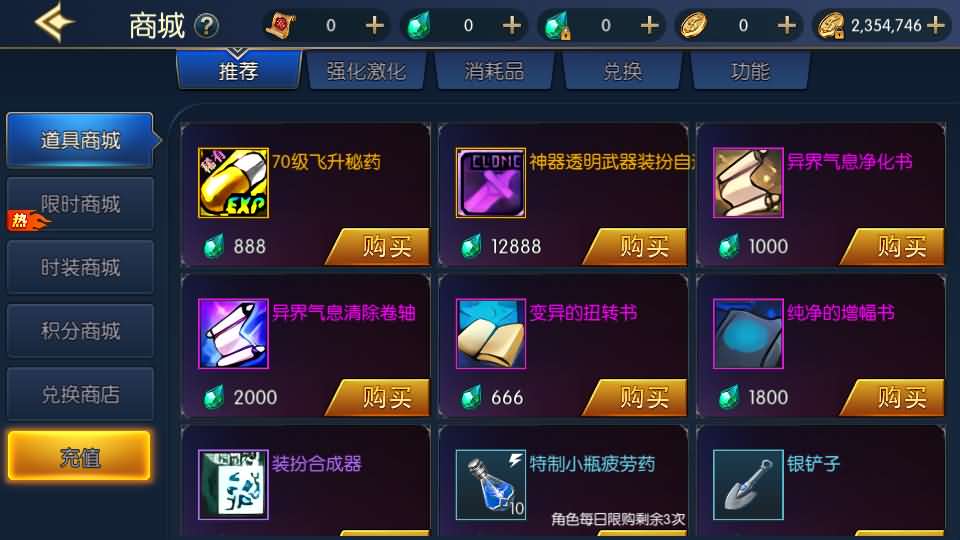 商城 ? 0 + 0 + 0 + 0 + 2,354,746 +
推荐 强化激化 消耗品 兑换 功能
道具商城
限时商城
热
时装商城
积分商城
兑换商店
充值
稀有
EXP
70级飞升秘药
888 购买
CLONE
神器透明武器装扮自
12888 购买
异界气息净化书
1000 购买
异界气息清除卷轴
2000 购买
变异的扭转书
666 购买
纯净的增幅书
1800 购买
装扮合成器
特制小瓶疲劳药
10
角色每日限购剩余3次
银铲子